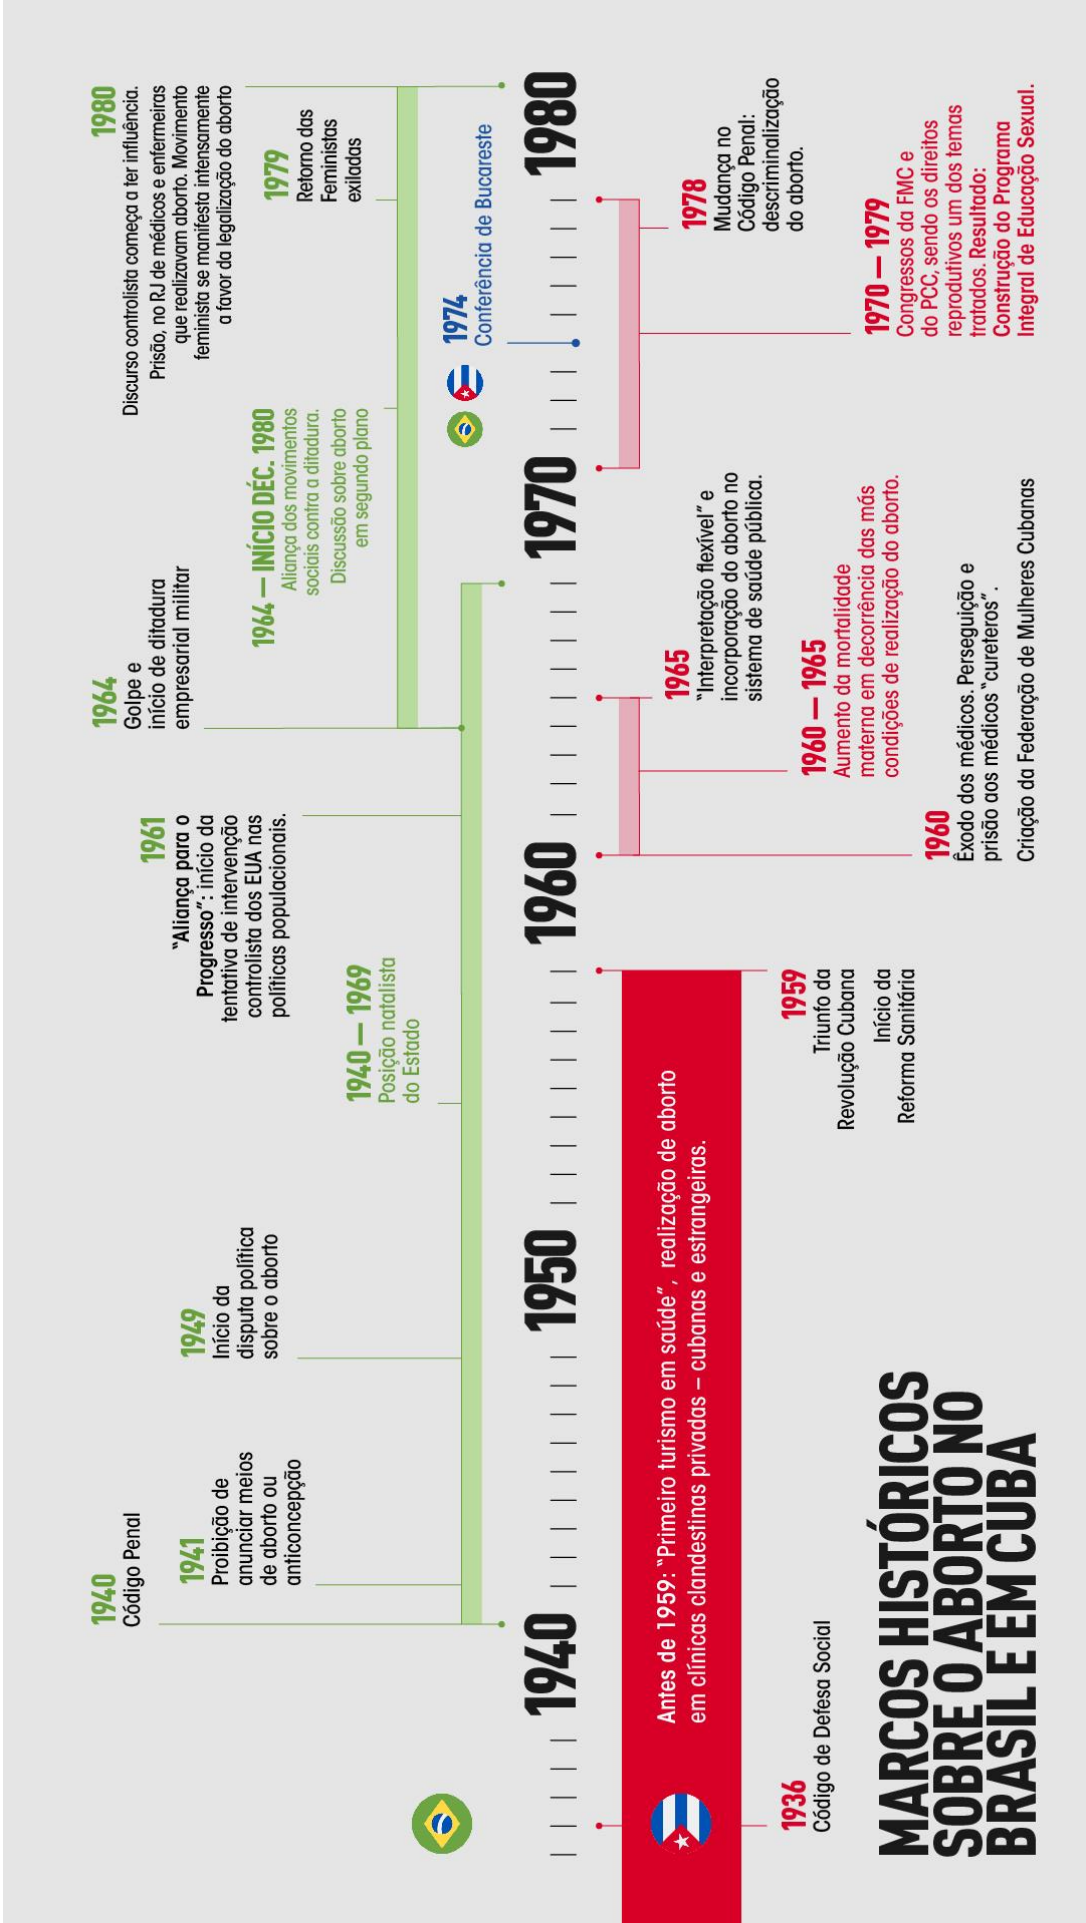 1940
Código Penal
1941
Proibição de
anunciar meios
de aborto ou
anticoncepção
1949
Início da
disputa política
sobre o aborto
1940 — 1969
Posição natalista
do Estado
1961
“Aliança para o
Progresso”: início da
tentativa de intervenção
controlista dos EUA nas
políticas populacionais.
1964
Golpe e
início de ditadura
empresarial militar
1964 — INÍCIO DÉC. 1980
Aliança dos movimentos
sociais contra a ditadura.
Discussão sobre aborto
em segundo plano
1979
Retorno das
Feministas
exiladas
1980
Discurso controlista começa a ter influência.
Prisão, no RJ de médicos e enfermeiras
que realizavam aborto. Movimento
feminista se manifesta intensamente
a favor da legalização do aborto
1974
Conferência de Bucareste
1940
1950
1960
1970
1980
Antes de 1959: “Primeiro turismo em saúde”, realização de aborto
em clínicas clandestinas privadas – cubanas e estrangeiras.
1936
Código de Defesa Social
1959
Triunfo da
Revolução Cubana
Início da
Reforma Sanitária
1960
Êxodo dos médicos. Perseguição e
prisão aos médicos “cureteros”.
Criação da Federação de Mulheres Cubanas
1960 — 1965
Aumento da mortalidade
materna em decorrência das más
condições de realização do aborto.
1965
“Interpretação flexível” e
incorporação do aborto no
sistema de saúde pública.
1978
Mudança no
Código Penal:
descriminalização
do aborto.
1970 — 1979
Congressos da FMC e
do PCC, sendo os direitos
reprodutivos um dos temas
tratados. Resultado:
Construção do Programa
Integral de Educação Sexual.
MARCOS HISTÓRICOS
SOBRE O ABORTO NO
BRASIL E EM CUBA